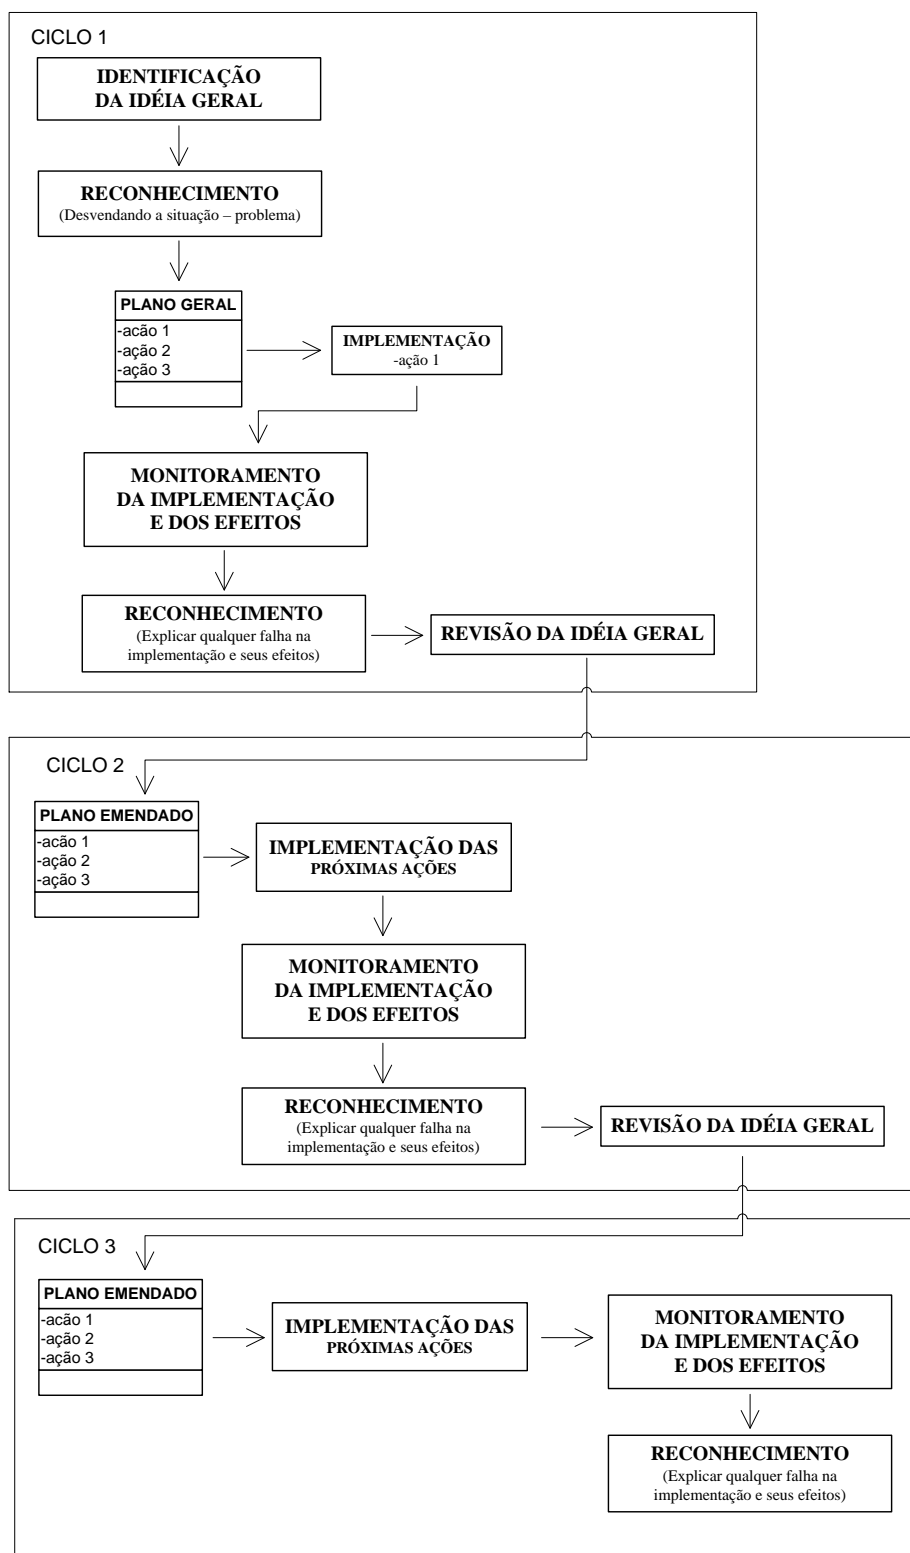 CICLO 1
IDENTIFICAÇÃO
DA IDÉIA GERAL
RECONHECIMENTO
(Desvendando a situação – problema)
PLANO GERAL
-acão 1
-ação 2
-ação 3
IMPLEMENTAÇÃO
-ação 1
MONITORAMENTO
DA IMPLEMENTAÇÃO
E DOS EFEITOS
RECONHECIMENTO
(Explicar qualquer falha na
implementação e seus efeitos)
REVISÃO DA IDÉIA GERAL
CICLO 2
PLANO EMENDADO
-acão 1
-ação 2
-ação 3
IMPLEMENTAÇÃO DAS
PRÓXIMAS AÇÕES
MONITORAMENTO
DA IMPLEMENTAÇÃO
E DOS EFEITOS
RECONHECIMENTO
(Explicar qualquer falha na
implementação e seus efeitos)
REVISÃO DA IDÉIA GERAL
CICLO 3
PLANO EMENDADO
-acão 1
-ação 2
-ação 3
IMPLEMENTAÇÃO DAS
PRÓXIMAS AÇÕES
MONITORAMENTO
DA IMPLEMENTAÇÃO
E DOS EFEITOS
RECONHECIMENTO
(Explicar qualquer falha na
implementação e seus efeitos)